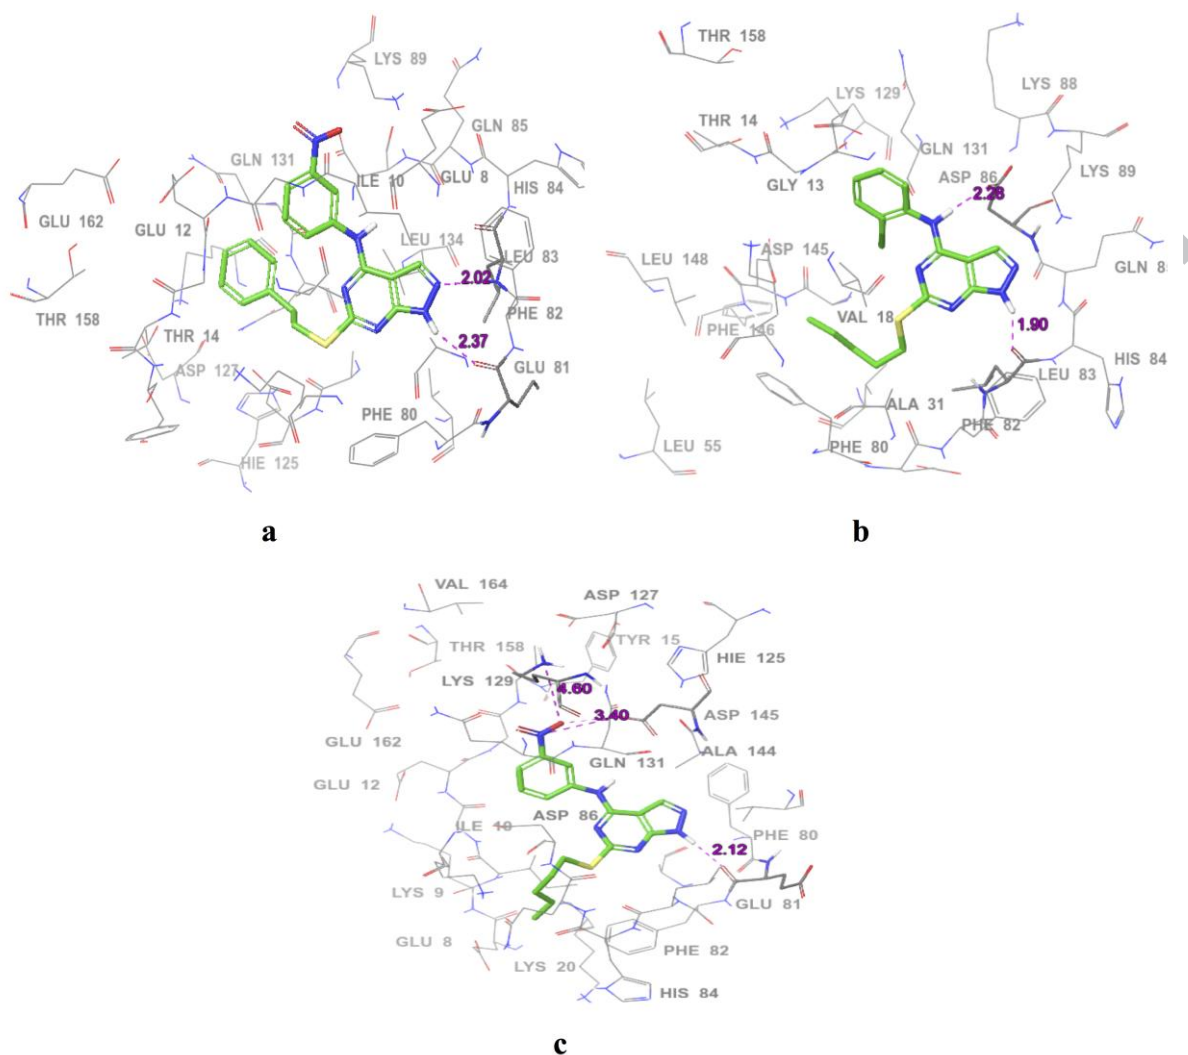 LYS 89
GLN 85
GLN 131
ILE 10
GLU 8
HIS 84
GLU 162
GLU 12
LEU 134
LEU 83
2.02
PHE 82
THR 158
THR 14
2.37
GLU 81
ASP 127
PHE 80
HIE 125
a
THR 158
LYS 88
LYS 129
THR 14
GLN 131
GLY 13
ASP 86
LYS 89
2.28
LEU 148
ASP 145
GLN
VAL 18
PHE 146
1.90
HIS 84
LEU 83
ALA 31
PHE 82
PHE 80
LEU 55
b
VAL 164
ASP 127
TYR 15
THR 158
HIE 125
LYS 129
4.60
3.40
ASP 145
GLU 162
ALA 144
GLN 131
GLU 12
ASP 86
ILE 10
PHE 80
2.12
LYS 9
GLU 81
GLU 8
PHE 82
LYS 20
HIS 84
c